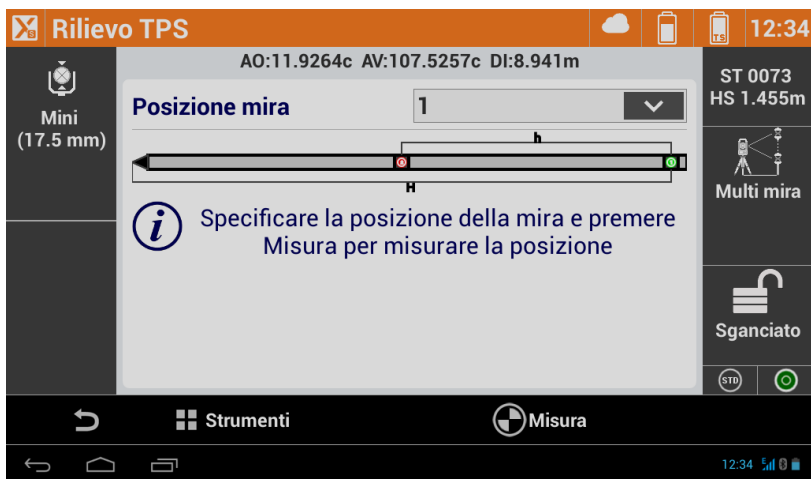 Rilievo TPS
TS
12:34
AO:11.9264c AV:107.5257c DI:8.941m
Mini
(17.5 mm)
Posizione mira
1
h
H
Specificare la posizione della mira e premere
Misura per misurare la posizione
ST 0073
HS 1.455m
Multi mira
Sganciato
STD
Strumenti
Misura
12:34